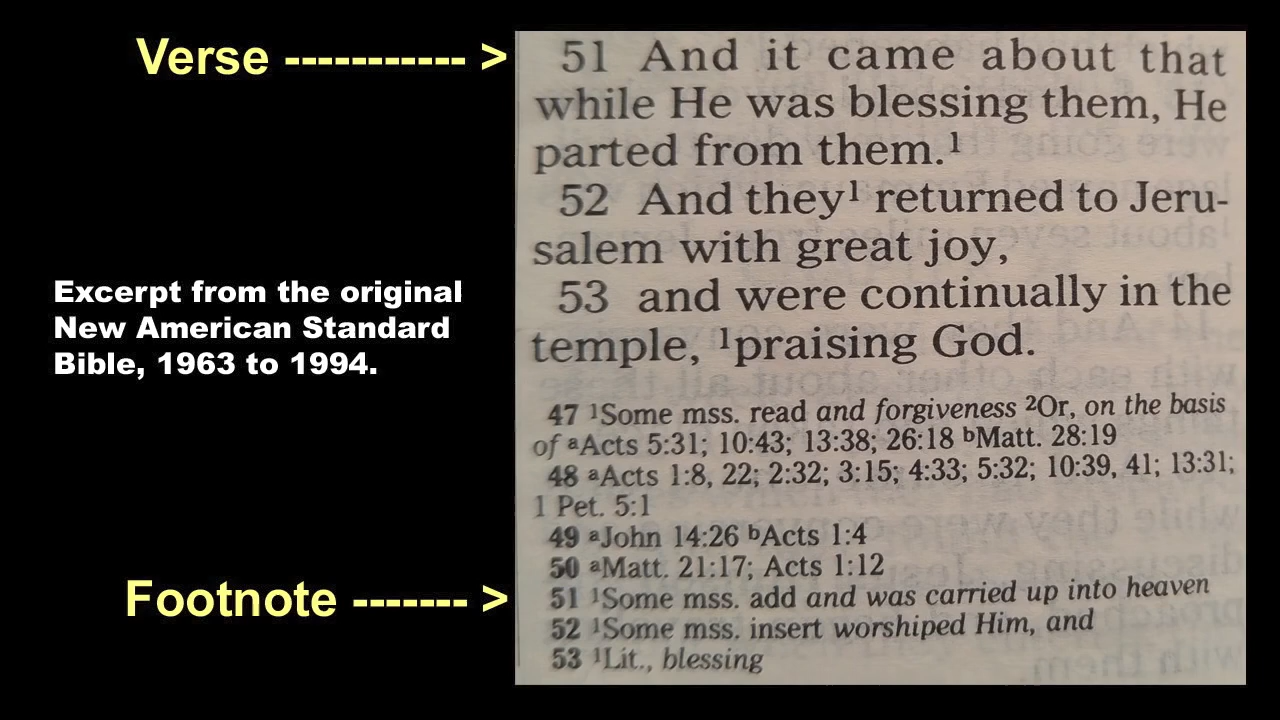 Verse ----------- >
51 And it came about that
while He was blessing them, He
parted from them.¹
52 And they¹ returned to Jeru-
salem with great joy,
53 and were continually in the
temple, ¹praising God.
Excerpt from the original
New American Standard
Bible, 1963 to 1994.
47 ¹Some mss. read and forgiveness ²Or, on the basis
of ᵃActs 5:31; 10:43; 13:38; 26:18 ᵇMatt. 28:19
48 ᵃActs 1:8, 22; 2:32; 3:15; 4:33; 5:32; 10:39, 41; 13:31;
1 Pet. 5:1
49 ᵃJohn 14:26 ᵇActs 1:4
50 ᵃMatt. 21:17; Acts 1:12
Footnote ------- >
51 ¹Some mss. add and was carried up into heaven
52 ¹Some mss. insert worshiped Him, and
53 ¹Lit., blessing